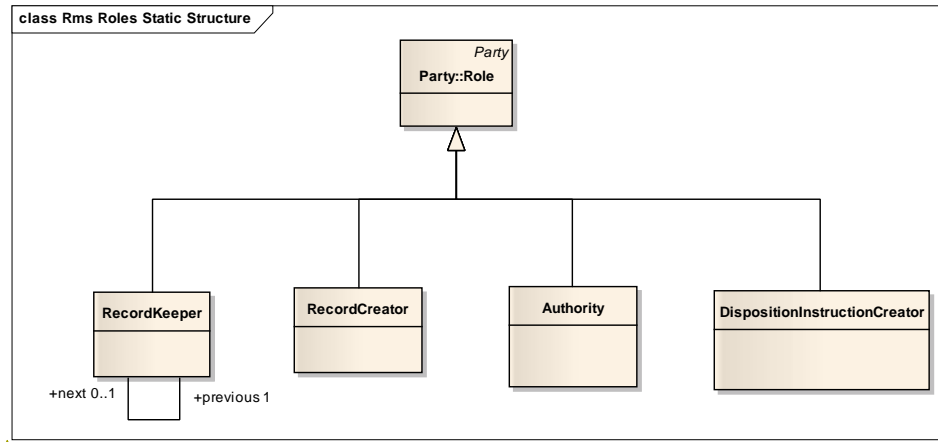 class Rms Roles Static Structure
Party
Party::Role
RecordKeeper
RecordCreator
Authority
DispositionInstructionCreator
+next 0..1
+previous 1